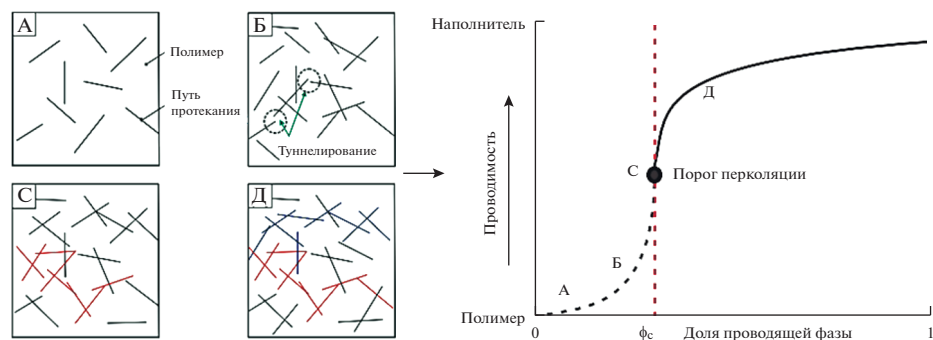 А
Полимер
Путь
протекания
Б
Туннелирование
С
Д
Наполнитель
Проводимость
Полимер
А
Б
С
Д
Порог перколяции
0
ϕc
Доля проводящей фазы
1